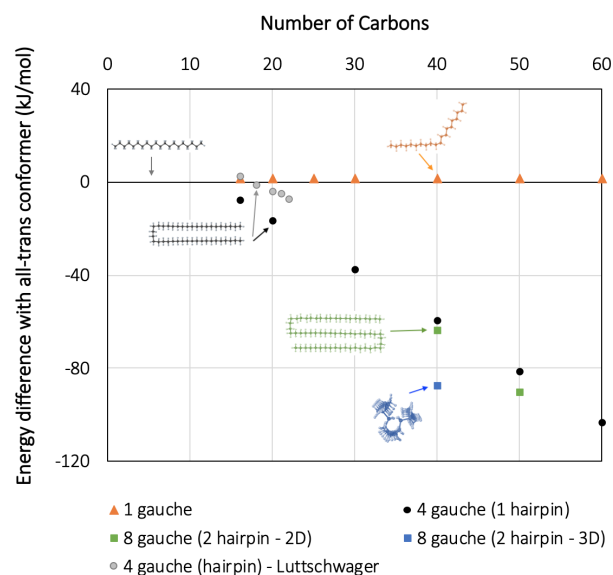 Number of Carbons
0 10 20 30 40 50 60
40
0
-40
-80
-120
Energy difference with all-trans conformer (kJ/mol)
1 gauche
4 gauche (1 hairpin)
8 gauche (2 hairpin - 2D)
8 gauche (2 hairpin - 3D)
4 gauche (hairpin) - Luttschwager